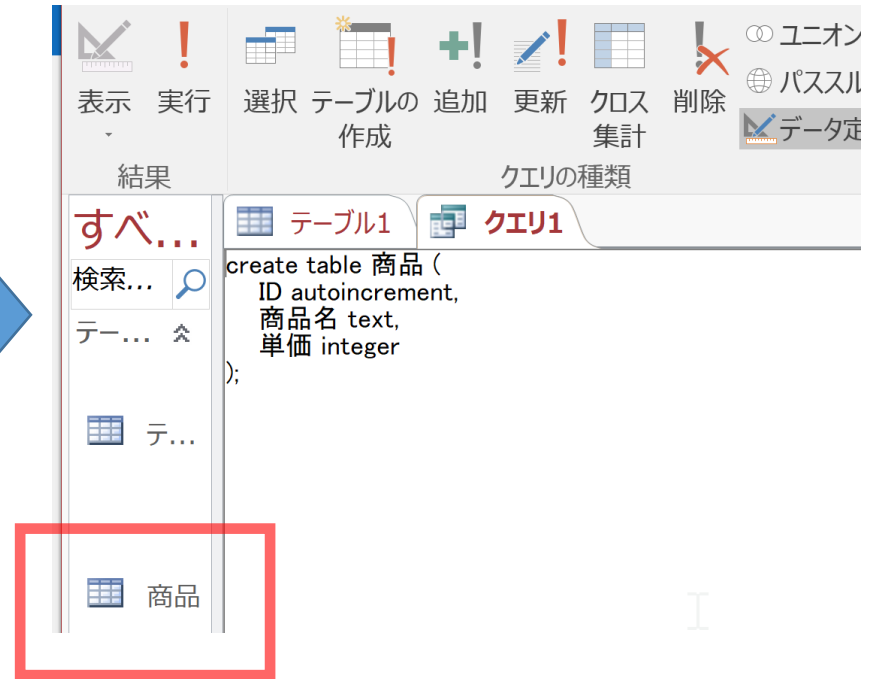 表示 実行 選択 テーブルの 追加 更新 クロス 削除 ユニオン
作成 集計 パススル
データ定
結果 クエリの種類
すべ... テーブル1 クエリ1
検索...
テー...
テ...
商品
create table 商品 (
ID autoincrement,
商品名 text,
単価 integer
);